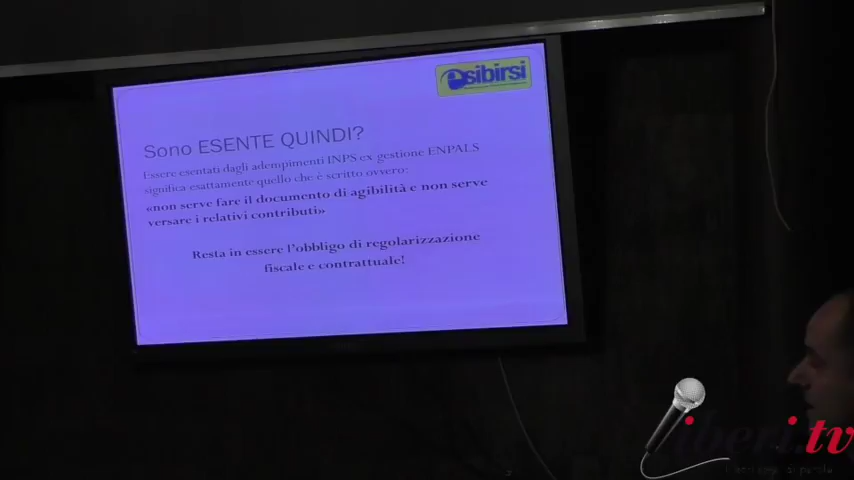 esibirsi
Sono ESENTE QUINDI?
Essere esentati dagli adempimenti INPS ex gestione ENPALS
significa esattamente quello che è scritto ovvero:
«non serve fare il documento di agibilità e non serve
versare i relativi contributi»
Resta in essere l'obbligo di regolarizzazione
fiscale e contrattuale!
liberi.tv